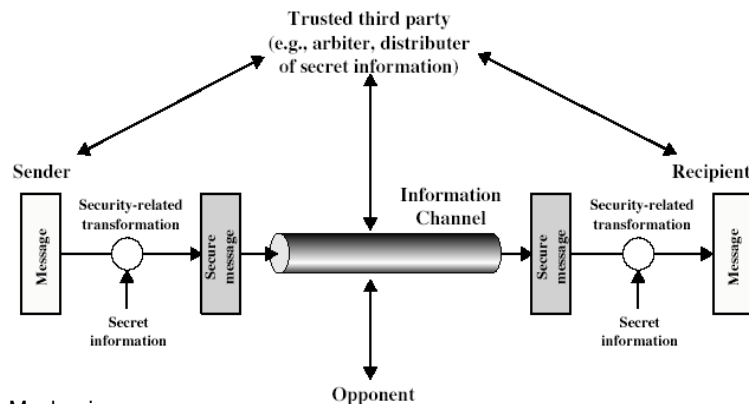 Trusted third party
(e.g., arbiter, distributer
of secret information)
Sender
Recipient
Information
Channel
Security-related
transformation
Security-related
transformation
Message
Secure
message
Secure
message
Message
Secret
information
Secret
information
Opponent